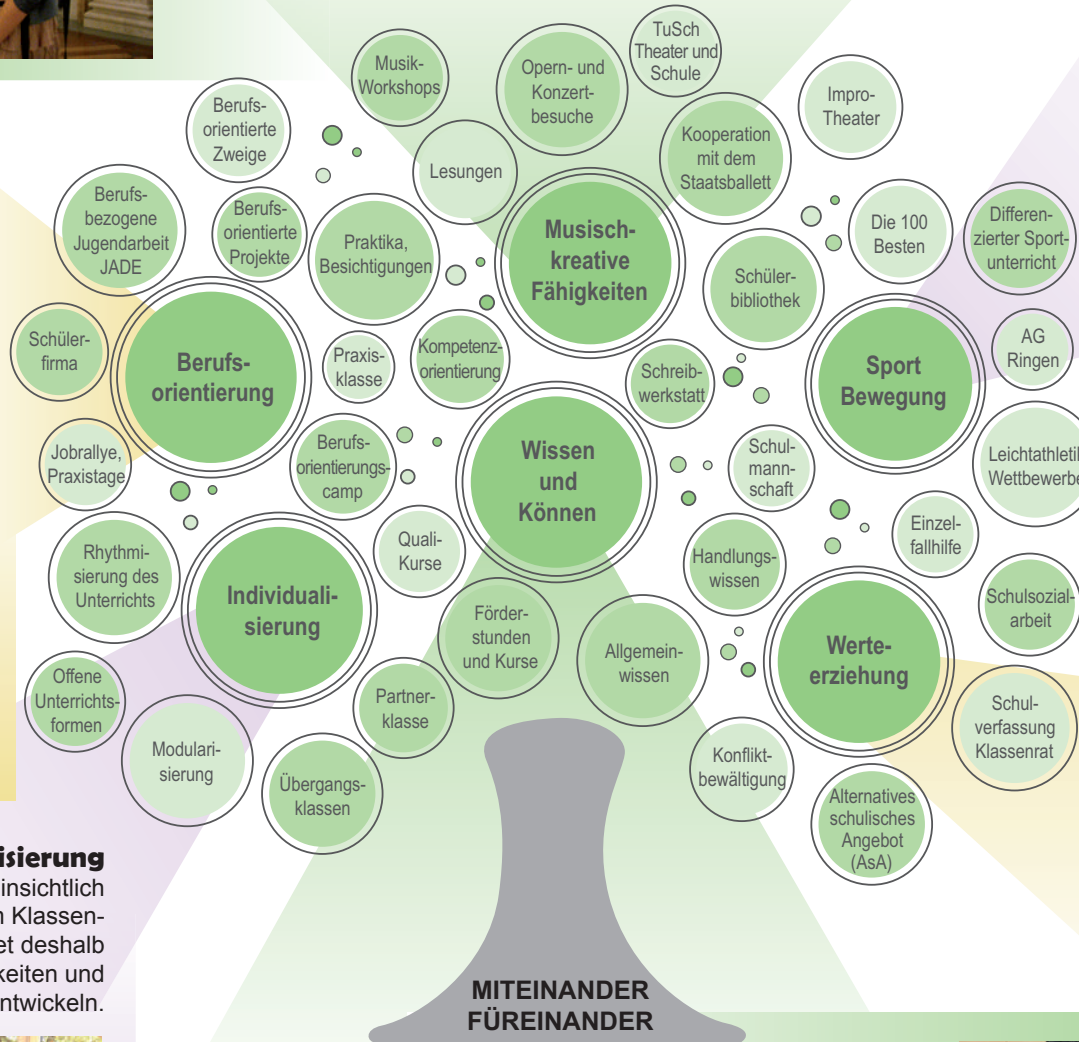 TuSch
Theater und
Schule
Musik-
Workshops
Opern- und
Konzert-
besuche
Impro-
Theater
Berufs-
orientierte
Zweige
Lesungen
Kooperation
mit dem
Staatsballett
Berufs-
bezogene
Jugendarbeit
JADE
Berufs-
orientierte
Projekte
Praktika,
Besichtigungen
Musisch-
kreative
Fähigkeiten
Schüler-
bibliothek
Die 100
Besten
Differen-
zierter Sport-
unterricht
Schüler-
firma
Berufs-
orientierung
Praxis-
klasse
Kompetenz-
orientierung
Schreib-
werkstatt
Sport
Bewegung
AG
Ringen
Jobrallye,
Praxistage
Berufs-
orientierungs-
camp
Wissen
und
Können
Schul-
mann-
schaft
Leichtathletik
Wettbewerbe
Rhythmi-
sierung des
Unterrichts
Individuali-
sierung
Quali-
Kurse
Handlungs-
wissen
Einzel-
fallhilfe
Förder-
stunden
und Kurse
Allgemein-
wissen
Werte-
erziehung
Schulsozial-
arbeit
Offene
Unterrichts-
formen
Partner-
klasse
Schul-
verfassung
Klassenrat
Modulari-
sierung
Übergangs-
klassen
Konflikt-
bewältigung
Alternatives
schulisches
Angebot
(AsA)
isierung
insichtlich
n Klassen-
et deshalb
keiten und
entwickeln.
MITEINANDER
FÜREINANDER